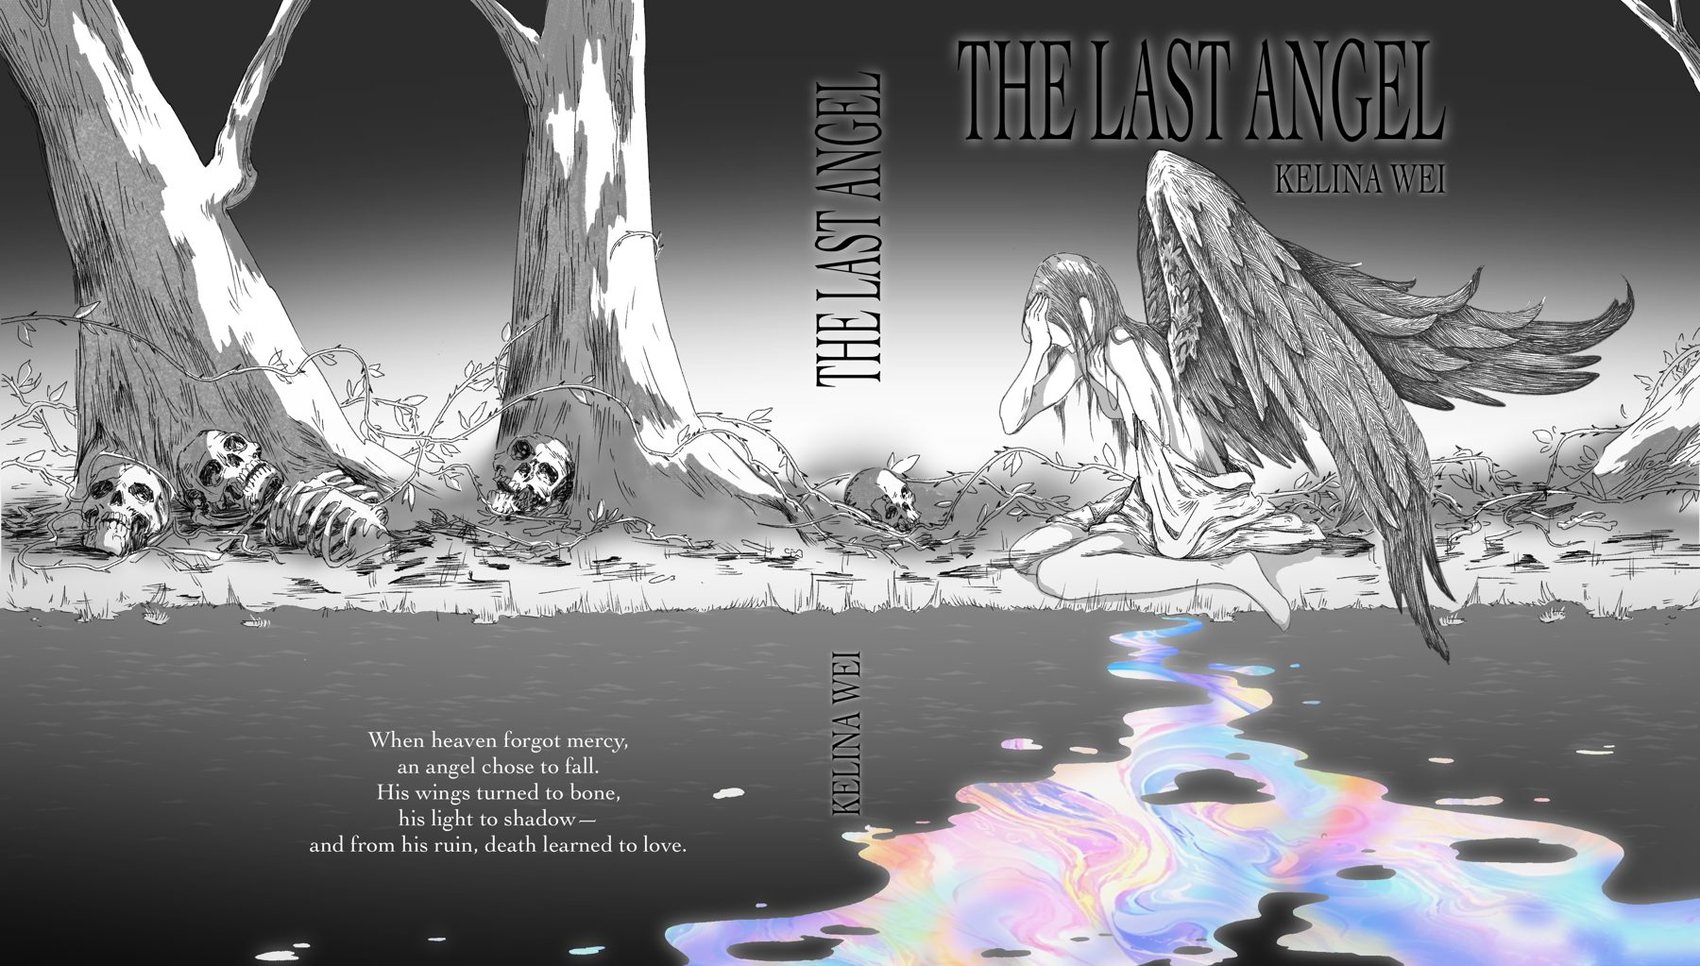 THE LAST ANGEL
KELINA WEI
THE LAST ANGEL
KELINA WEI
When heaven forgot mercy,
an angel chose to fall.
His wings turned to bone,
his light to shadow—
and from his ruin, death learned to love.